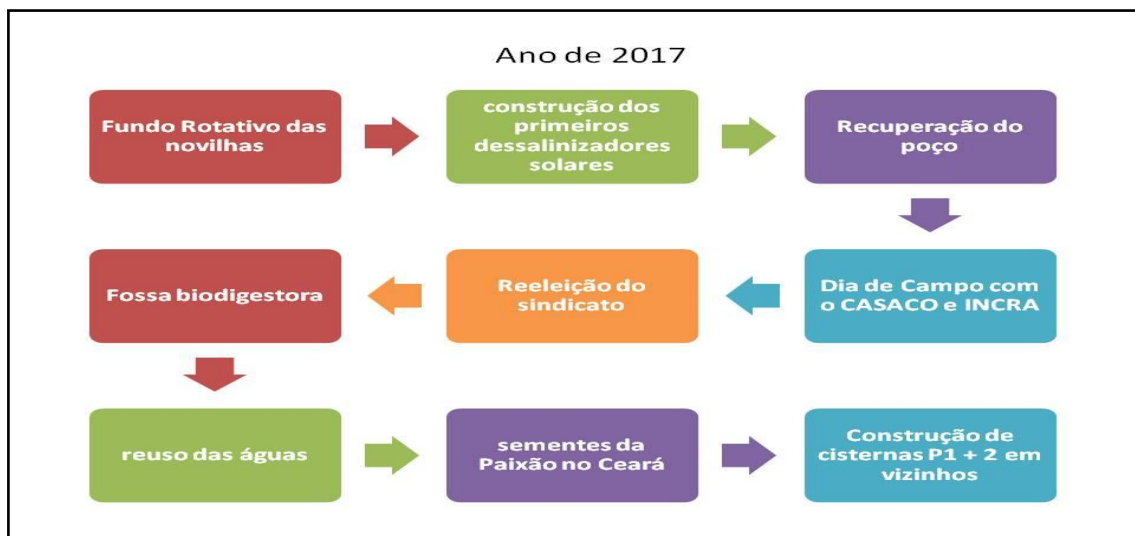 Ano de 2017
Fundo Rotativo das
novilhas
construção dos
primeiros
dessalinizadores
solares
Recuperação do
poço
Dia de Campo com
o CASACO e INCRA
Reeleição do
sindicato
Fossa biodigestora
reuso das águas
sementes da
Paixão no Ceará
Construção de
cisternas P1 + 2 em
vizinhos